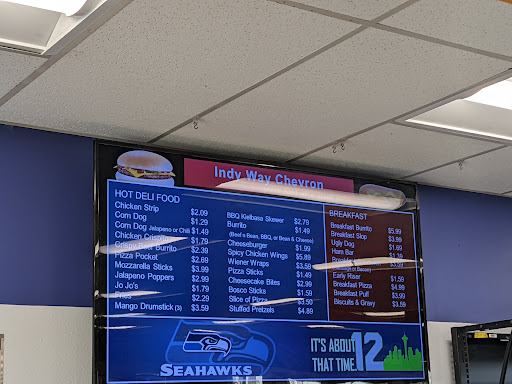 Indy Way Chevron
HOT DELI FOOD
Chicken Strip $2.09
Corn Dog $1.29
Corn Dog Jalapeno or Chili $1.49
Chicken Crispito $1.79
Crispy Beef Burrito $2.39
Pizza Pocket $2.69
Mozzarella Sticks $3.99
Jalapeno Poppers $2.99
Jo Jo's $1.79
Fries $2.29
Mango Drumstick (3) $3.59
BBQ Kielbasa Skewer $2.79
Burrito $1.49
(Beef n Bean, BBQ, or Bean & Cheese)
Cheeseburger $1.99
Spicy Chicken Wings $5.89
Wiener Wraps $3.59
Pizza Sticks $1.49
Cheesecake Bites $2.99
Bosco Sticks $1.59
Slice of Pizza $3.50
Stuffed Pretzels $4.89
BREAKFAST
Breakfast Burrito $5.99
Breakfast Skop $3.99
Ugly Dog $1.69
Ham Bar
Early Riser $1.59
Breakfast Pizza $4.99
Breakfast Puff $3.99
Biscuits & Gravy $3.59
SEAHAWKS
IT'S ABOUT
THAT TIME.
12